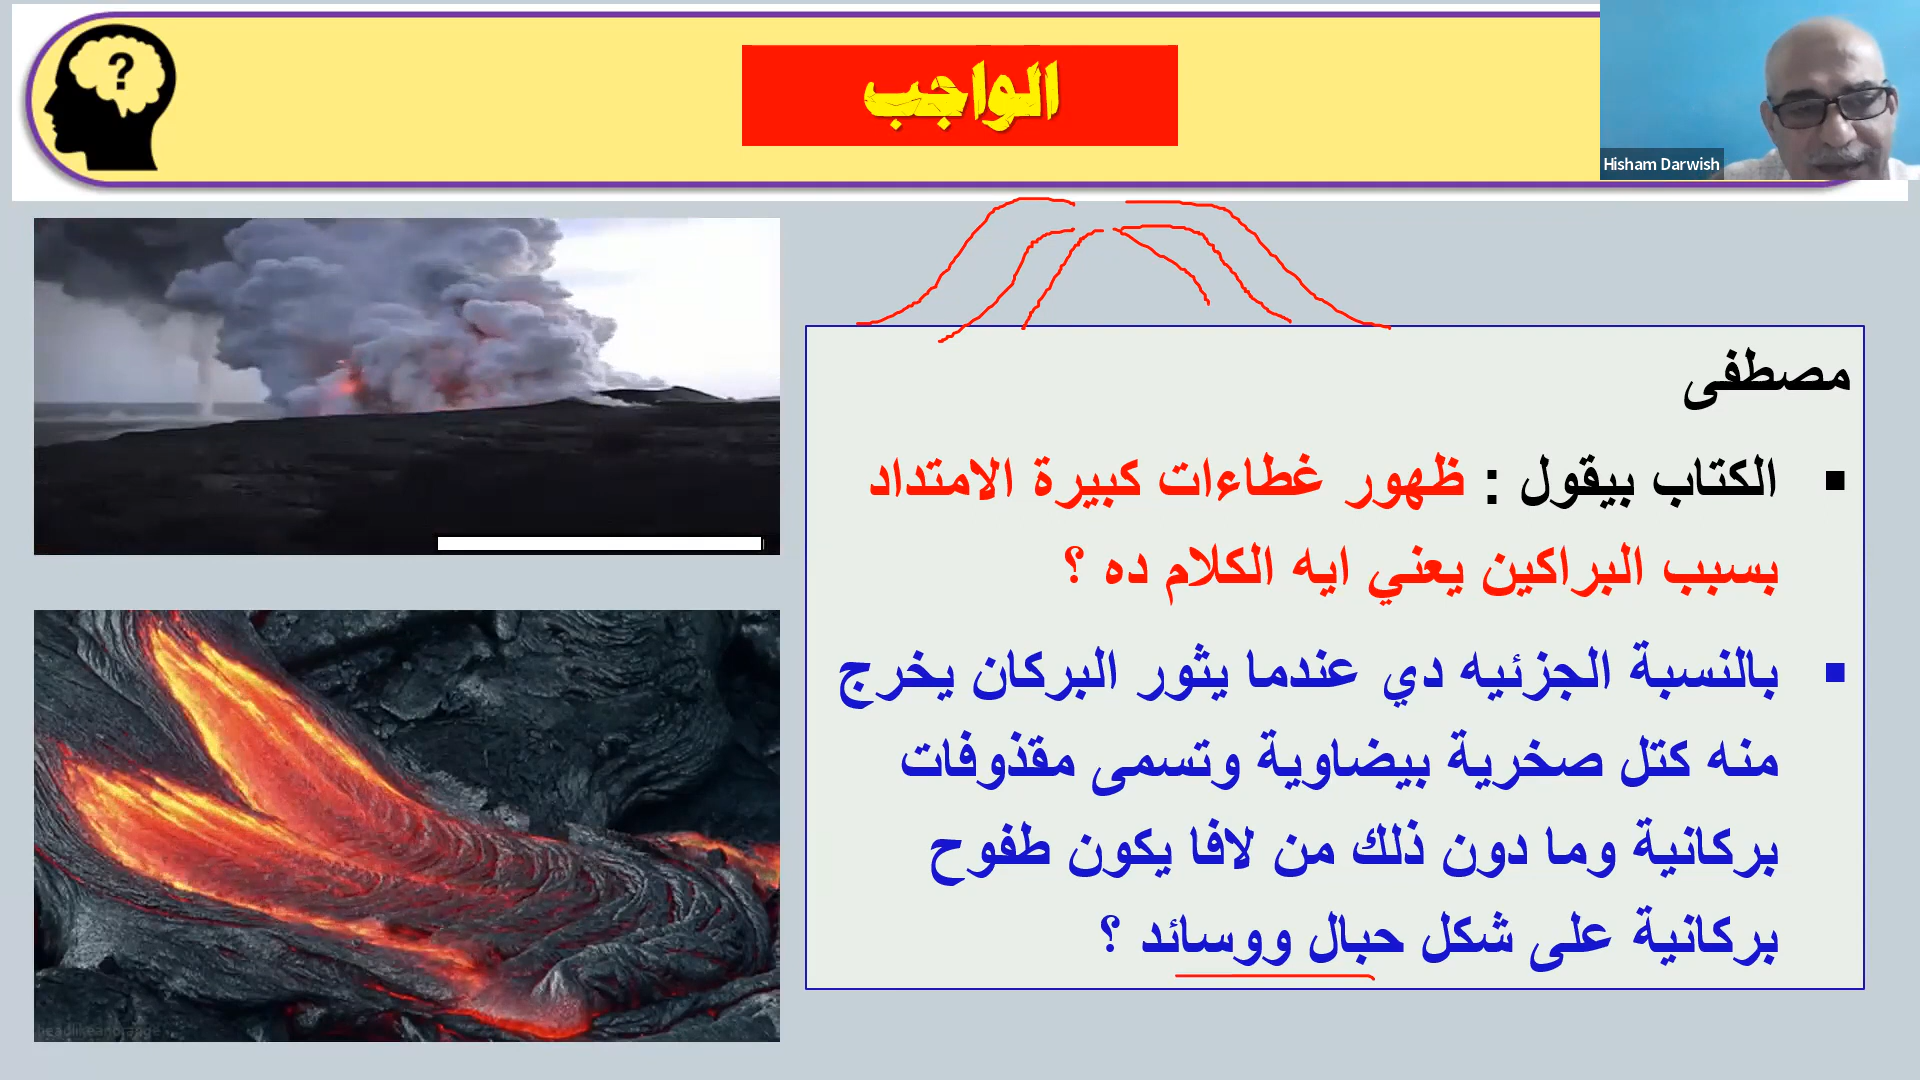 الواجب
Hisham Darwish
مصطفى
▪ الكتاب بيقول : ظهور غطاءات كبيرة الامتداد
بسبب البراكين يعني ايه الكلام ده ؟
▪ بالنسبة الجزئيه دي عندما يثور البركان يخرج
منه كتل صخرية بيضاوية وتسمى مقذوفات
بركانية وما دون ذلك من لافا يكون طفوح
بركانية على شكل حبال ووسائد ؟
headlikeanorange